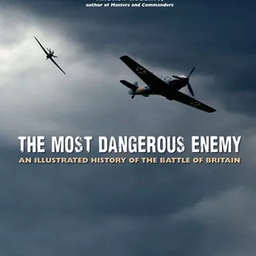 author of Masters and Commanders
THE MOST DANGEROUS ENEMY
AN ILLUSTRATED HISTORY OF THE BATTLE OF BRITAIN